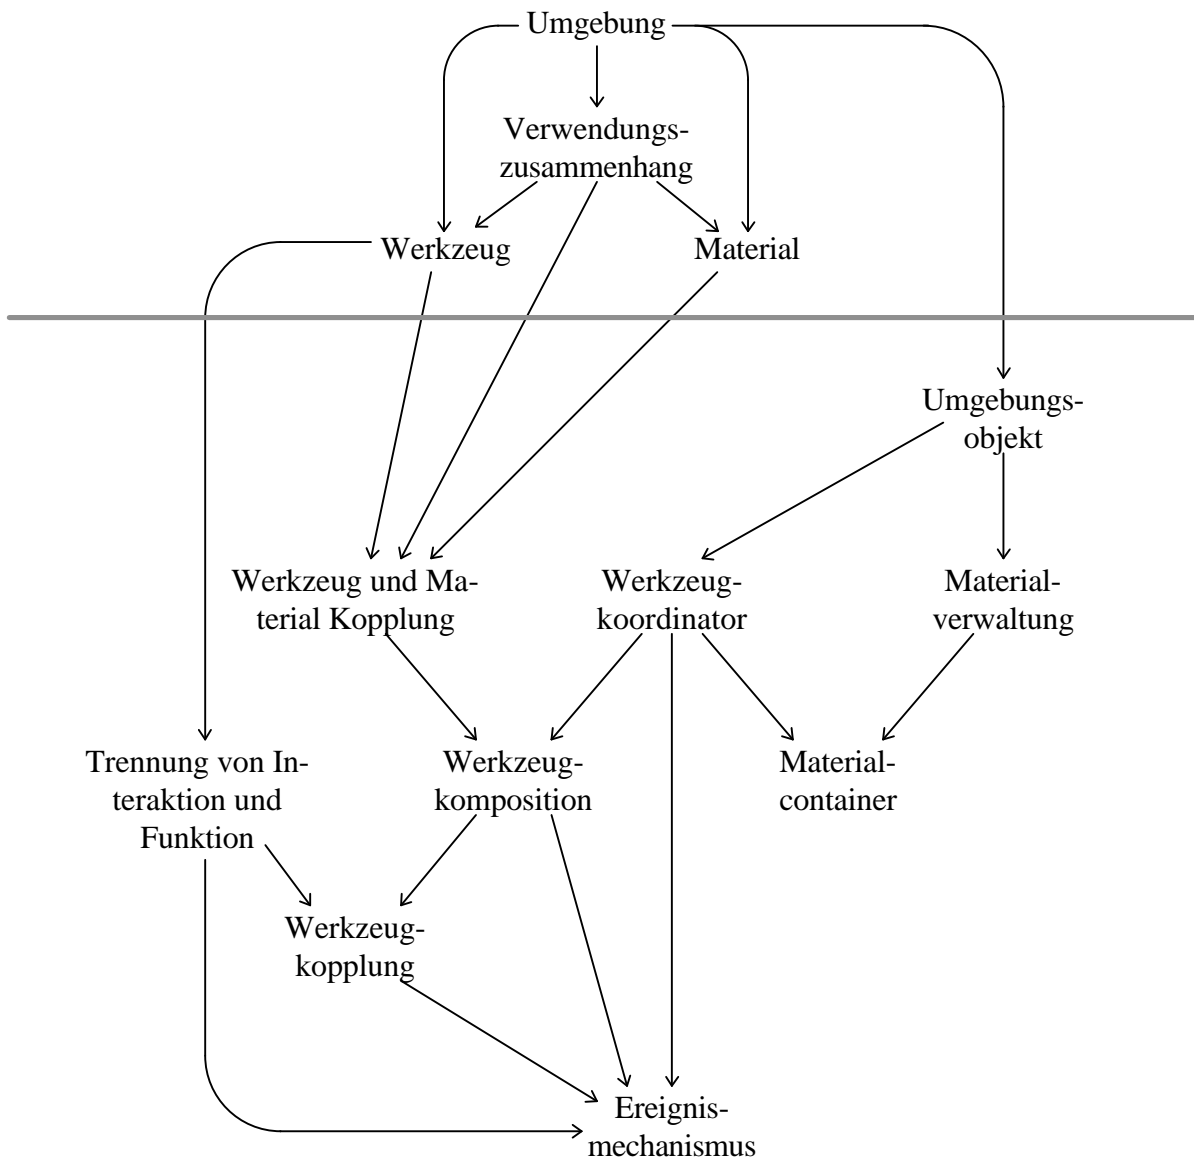 Umgebung
Verwendungs-
zusammenhang
Werkzeug
Material
Umgebungs-
objekt
Werkzeug und Ma-
terial Kopplung
Werkzeug-
koordinator
Material-
verwaltung
Trennung von In-
teraktion und
Funktion
Werkzeug-
komposition
Material-
container
Werkzeug-
kopplung
Ereignis-
mechanismus